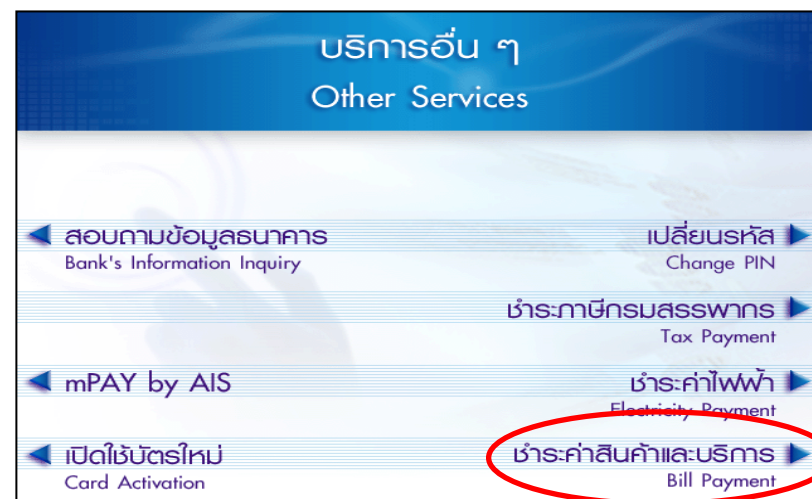 บริการอื่น ๆ
Other Services
สอบถามข้อมูลธนาคาร
Bank's Information Inquiry
เปลี่ยนรหัส
Change PIN
ชำระภาษีกรมสรรพากร
Tax Payment
mPAY by AIS
ชำระค่าไฟฟ้า
Electricity Payment
เปิดใช้บัตรใหม่
Card Activation
ชำระค่าสินค้าและบริการ
Bill Payment